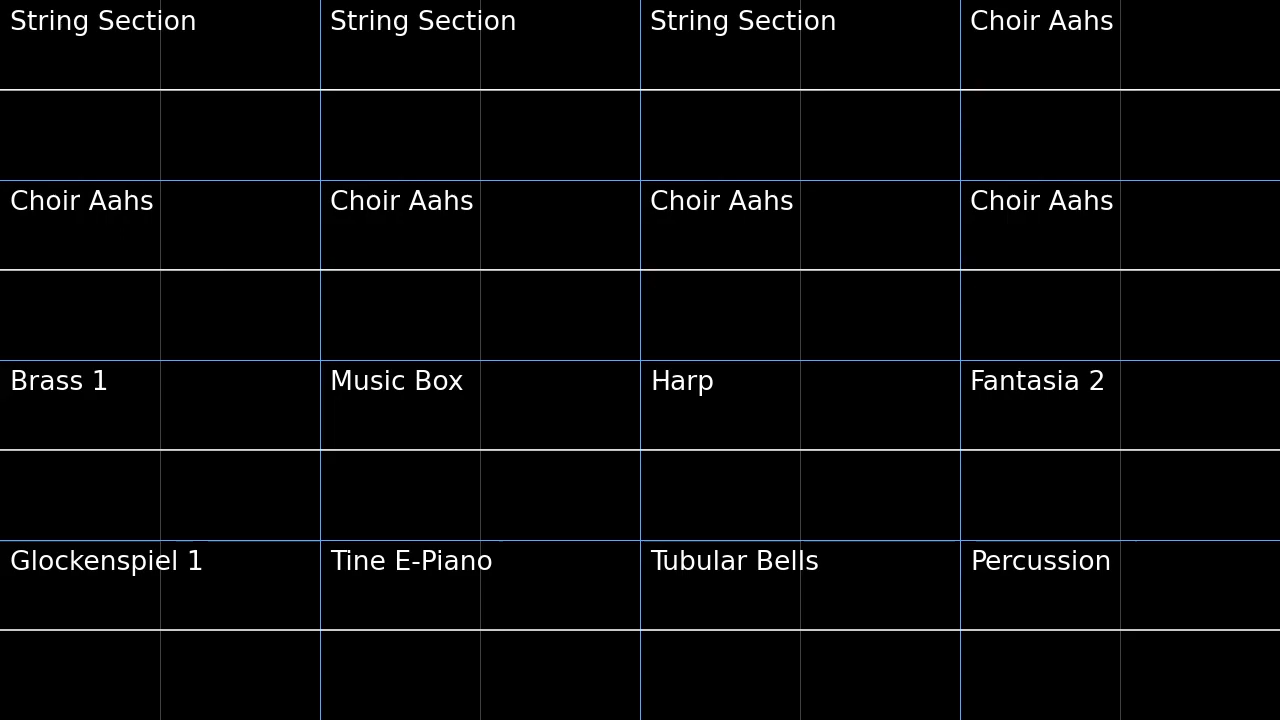 String Section
String Section
String Section
Choir Aahs
Choir Aahs
Choir Aahs
Choir Aahs
Choir Aahs
Brass 1
Music Box
Harp
Fantasia 2
Glockenspiel 1
Tine E-Piano
Tubular Bells
Percussion